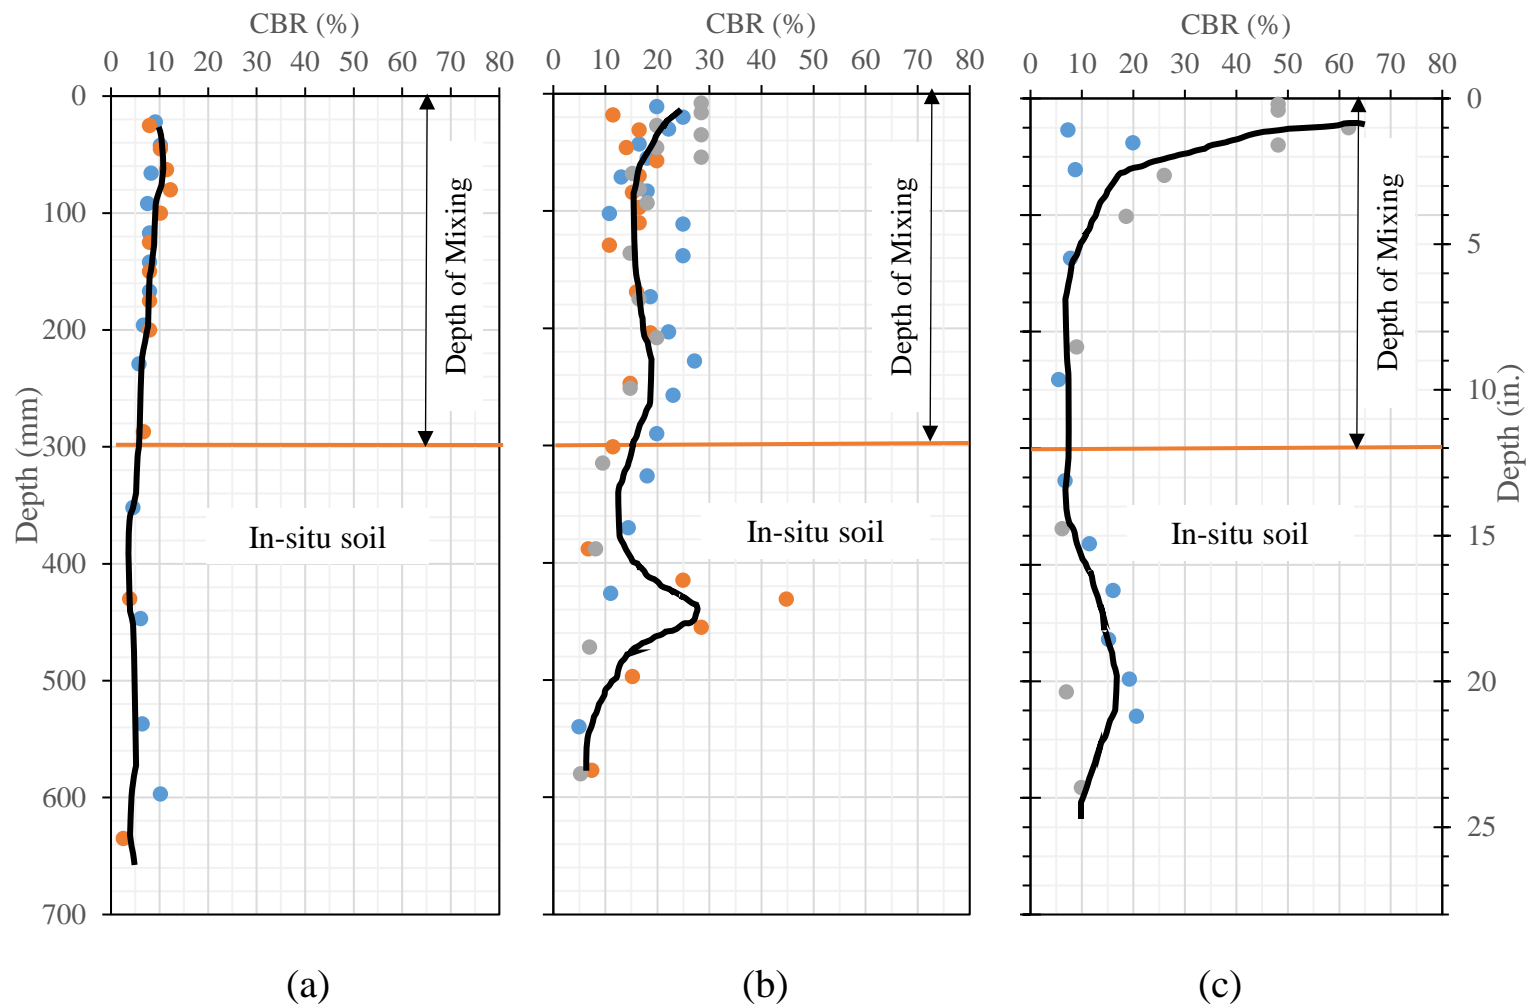 CBR (%)
0 10 20 30 40 50 60 70 80
0
100
200
300
400
500
600
700
Depth (mm)
Depth of Mixing
In-situ soil
(a)
CBR (%)
0 10 20 30 40 50 60 70 80
Depth of Mixing
In-situ soil
(b)
CBR (%)
0 10 20 30 40 50 60 70 80
Depth of Mixing
In-situ soil
0
5
10
15
20
25
Depth (in.)
(c)